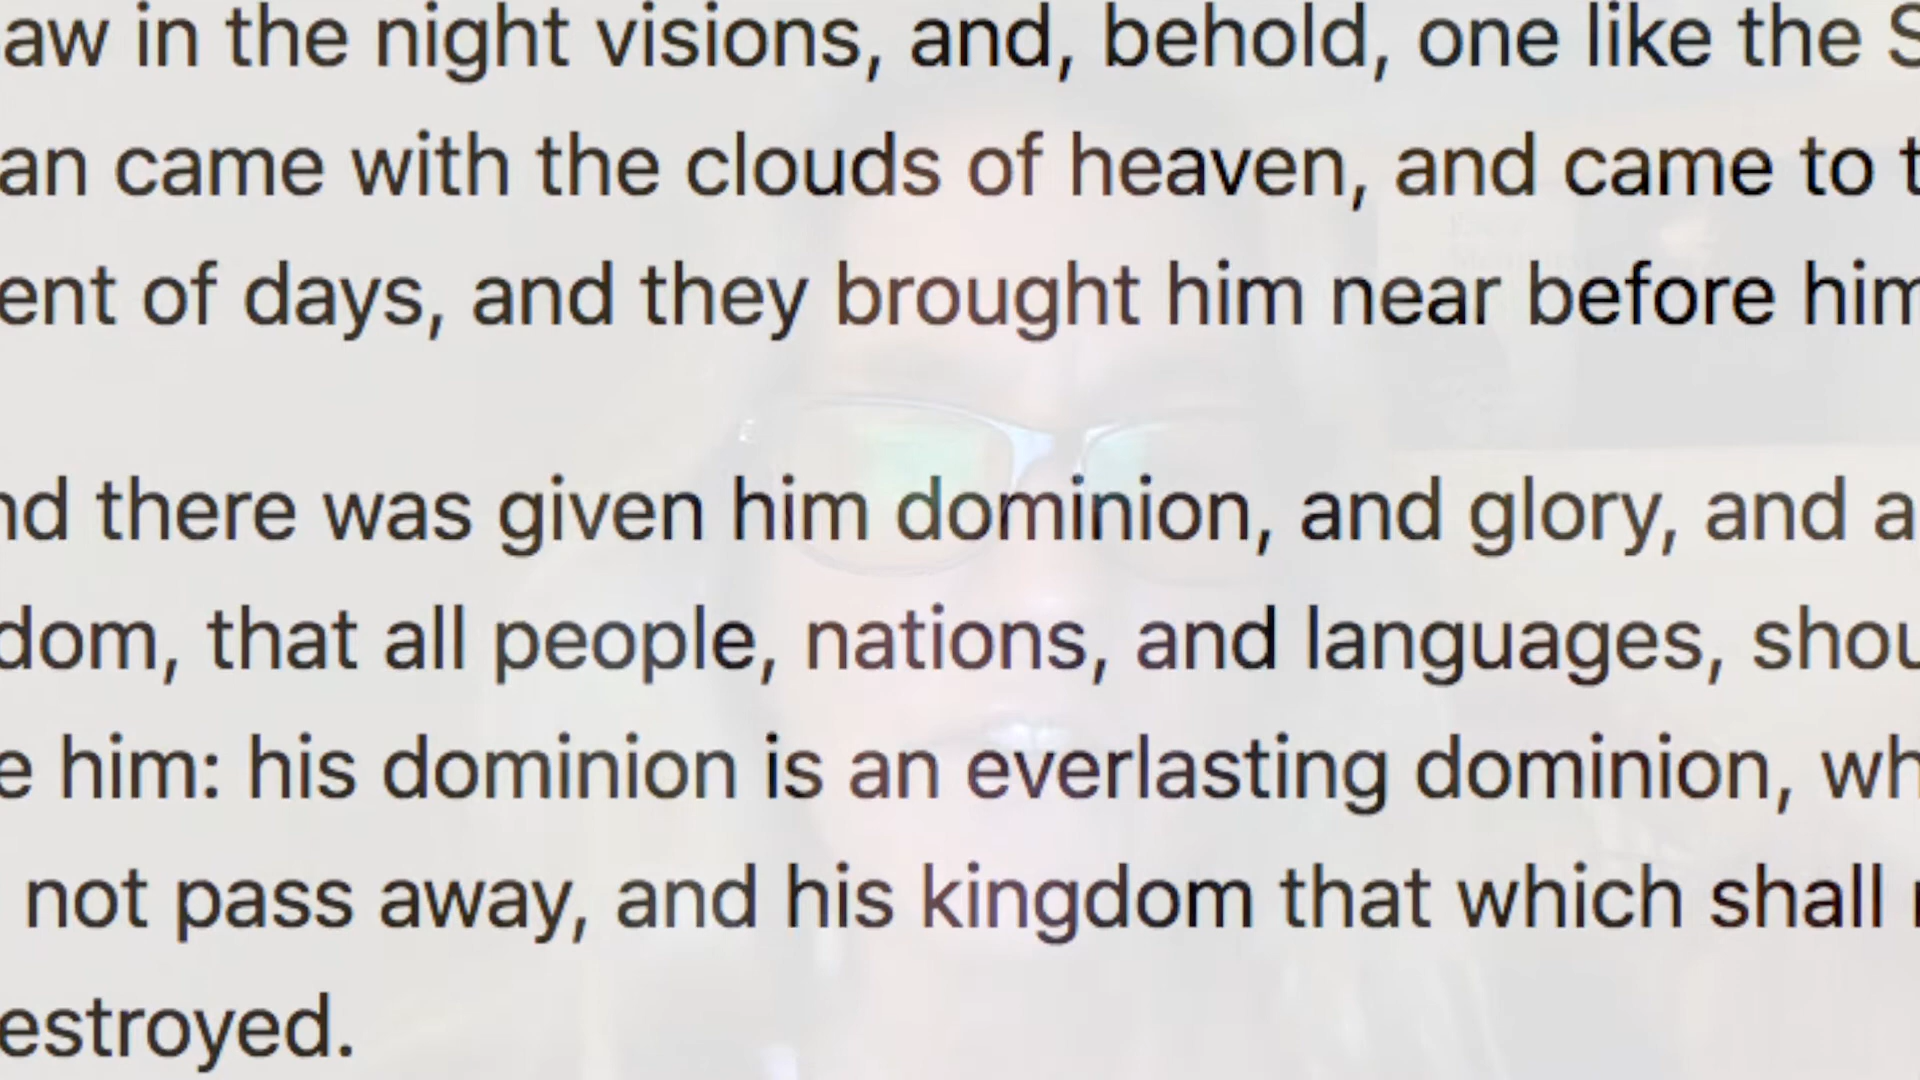 aw in the night visions, and, behold, one like the S
an came with the clouds of heaven, and came to t
ent of days, and they brought him near before him
nd there was given him dominion, and glory, and a
dom, that all people, nations, and languages, shou
e him: his dominion is an everlasting dominion, wh
not pass away, and his kingdom that which shall
estroyed.